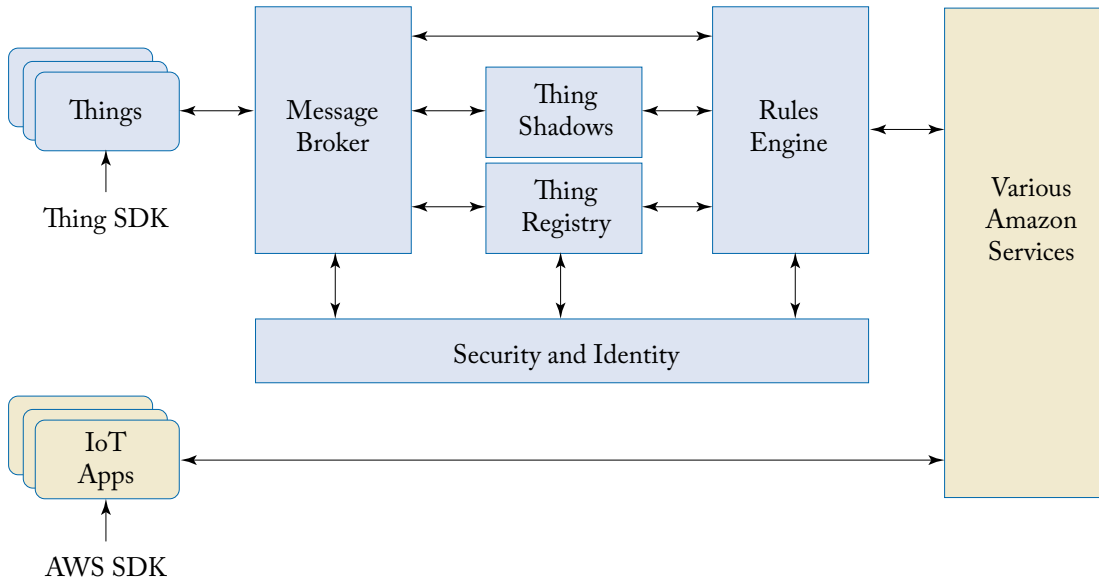 Things
Thing SDK
Message
Broker
Thing
Shadows
Thing
Registry
Rules
Engine
Various
Amazon
Services
Security and Identity
IoT
Apps
AWS SDK